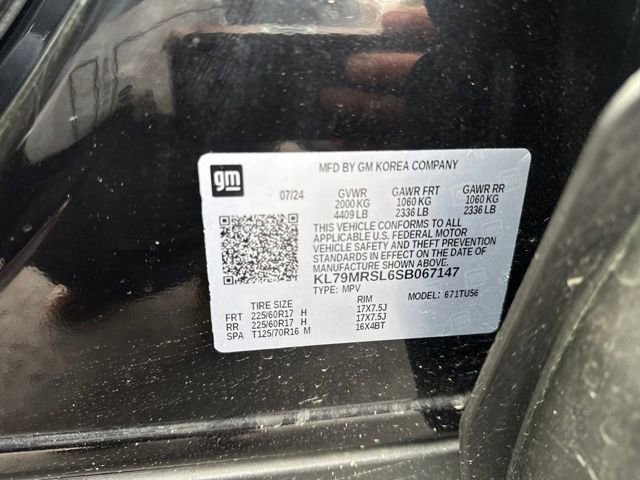 gm
MFD BY GM KOREA COMPANY
07/24 GVWR GAWR FRT GAWR RR
2000 KG 1060 KG 1060 KG
4409 LB 2336 LB 2336 LB
THIS VEHICLE CONFORMS TO ALL
APPLICABLE U.S. FEDERAL MOTOR
VEHICLE SAFETY AND THEFT PREVENTION
STANDARDS IN EFFECT ON THE DATE OF
MANUFACTURE SHOWN ABOVE.
KL79MRSL6SB067147
TYPE: MPV MODEL: 671TU56
TIRE SIZE RIM
FRT 225/60R17 H 17X7.5J
RR 225/60R17 H 17X7.5J
SPA T125/70R16 M 16X4BT